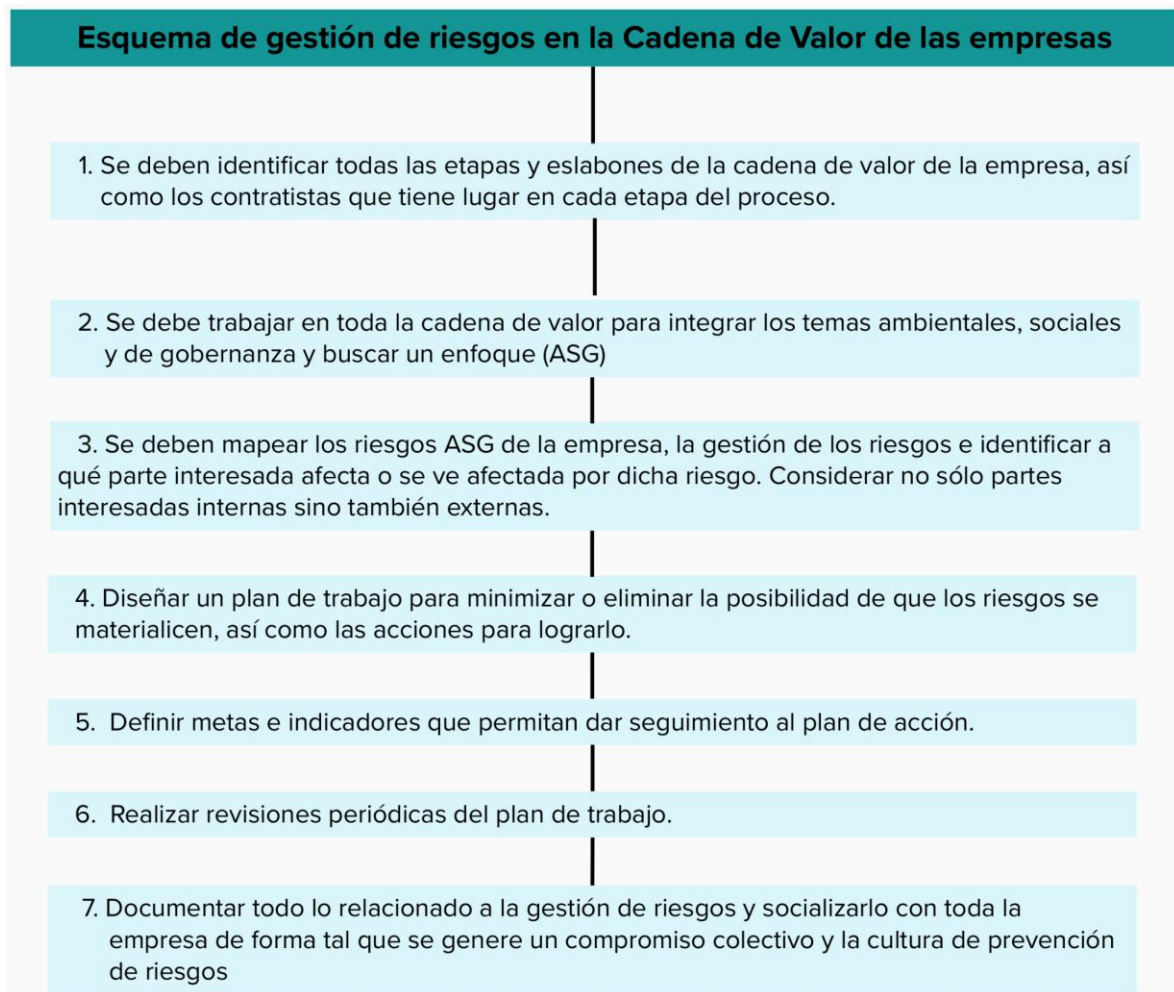 Esquema de gestión de riesgos en la Cadena de Valor de las empresas
1. Se deben identificar todas las etapas y eslabones de la cadena de valor de la empresa, así
como los contratistas que tiene lugar en cada etapa del proceso.
2. Se debe trabajar en toda la cadena de valor para integrar los temas ambientales, sociales
y de gobernanza y buscar un enfoque (ASG)
3. Se deben mapear los riesgos ASG de la empresa, la gestión de los riesgos e identificar a
qué parte interesada afecta o se ve afectada por dicha riesgo. Considerar no sólo partes
interesadas internas sino también externas.
4. Diseñar un plan de trabajo para minimizar o eliminar la posibilidad de que los riesgos se
materialicen, así como las acciones para lograrlo.
5. Definir metas e indicadores que permitan dar seguimiento al plan de acción.
6. Realizar revisiones periódicas del plan de trabajo.
7. Documentar todo lo relacionado a la gestión de riesgos y socializarlo con toda la
empresa de forma tal que se genere un compromiso colectivo y la cultura de prevención
de riesgos